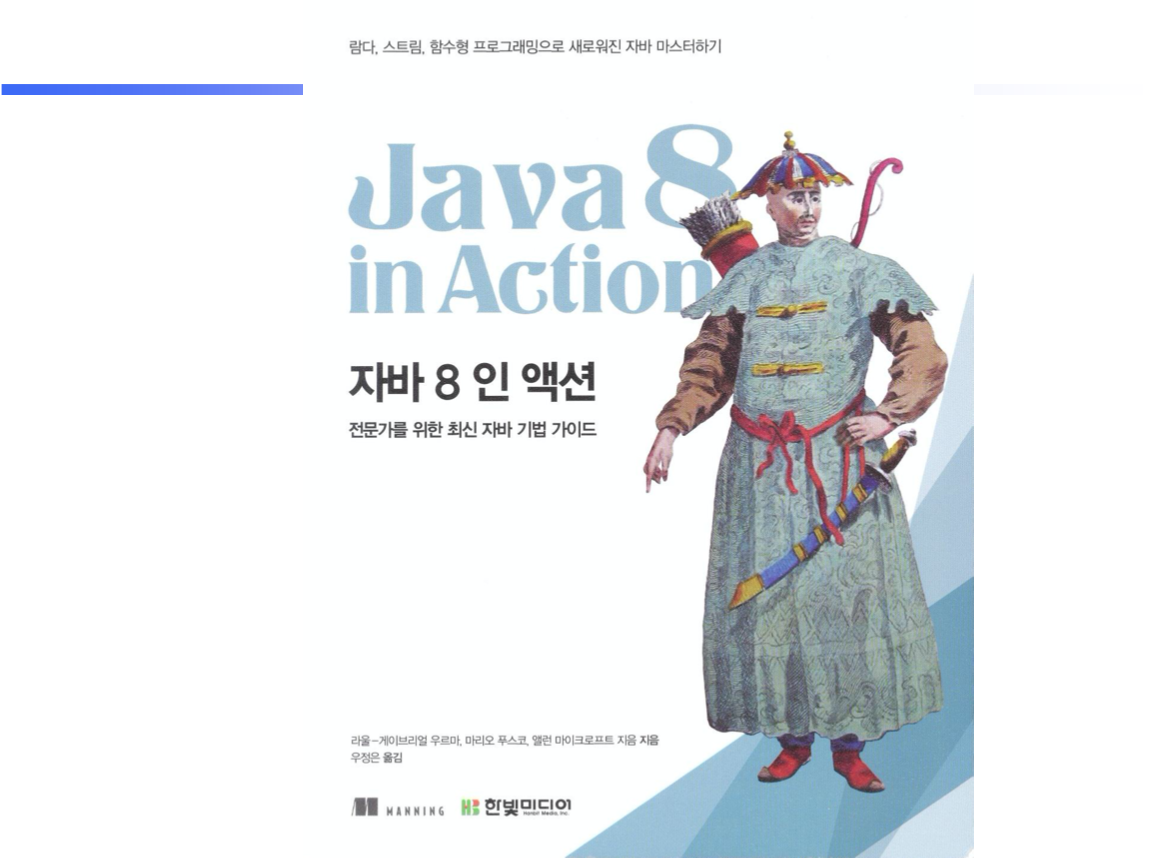 람다, 스트림, 함수형 프로그래밍으로 새로워진 자바 마스터하기
Java 8
in Action
자바 8 인 액션
전문가를 위한 최신 자바 기법 가이드
라울-게이브리얼 우르마, 마리오 푸스코, 앨런 마이크로프트 지음 지음
우정은 옮김
MANNING
HB 한빛미디어
Hanbit Media, Inc.